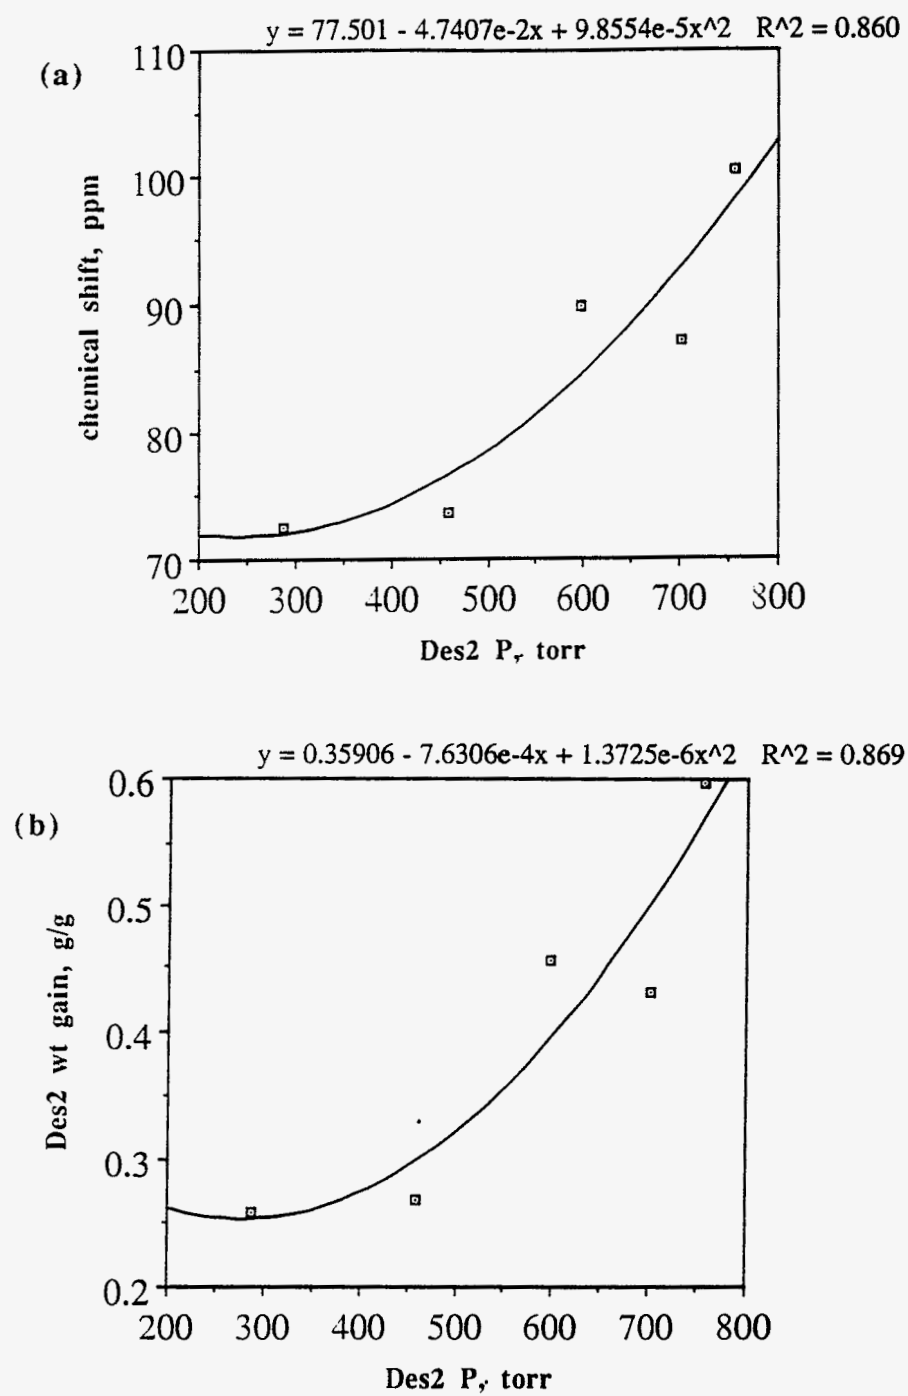 y = 77.501 - 4.7407e-2x + 9.8554e-5x^2 R^2 = 0.860
(a)
110
100
90
80
70
chemical shift, ppm
200 300 400 500 600 700 800
Des2 P, torr
y = 0.35906 - 7.6306e-4x + 1.3725e-6x^2 R^2 = 0.869
(b)
0.6
0.5
0.4
0.3
0.2
Des2 wt gain, g/g
200 300 400 500 600 700 800
Des2 P, torr